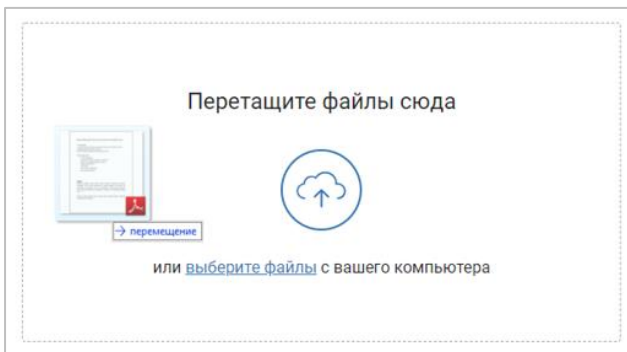 Перетащите файлы сюда
→ перемещение
или выберите файлы с вашего компьютера